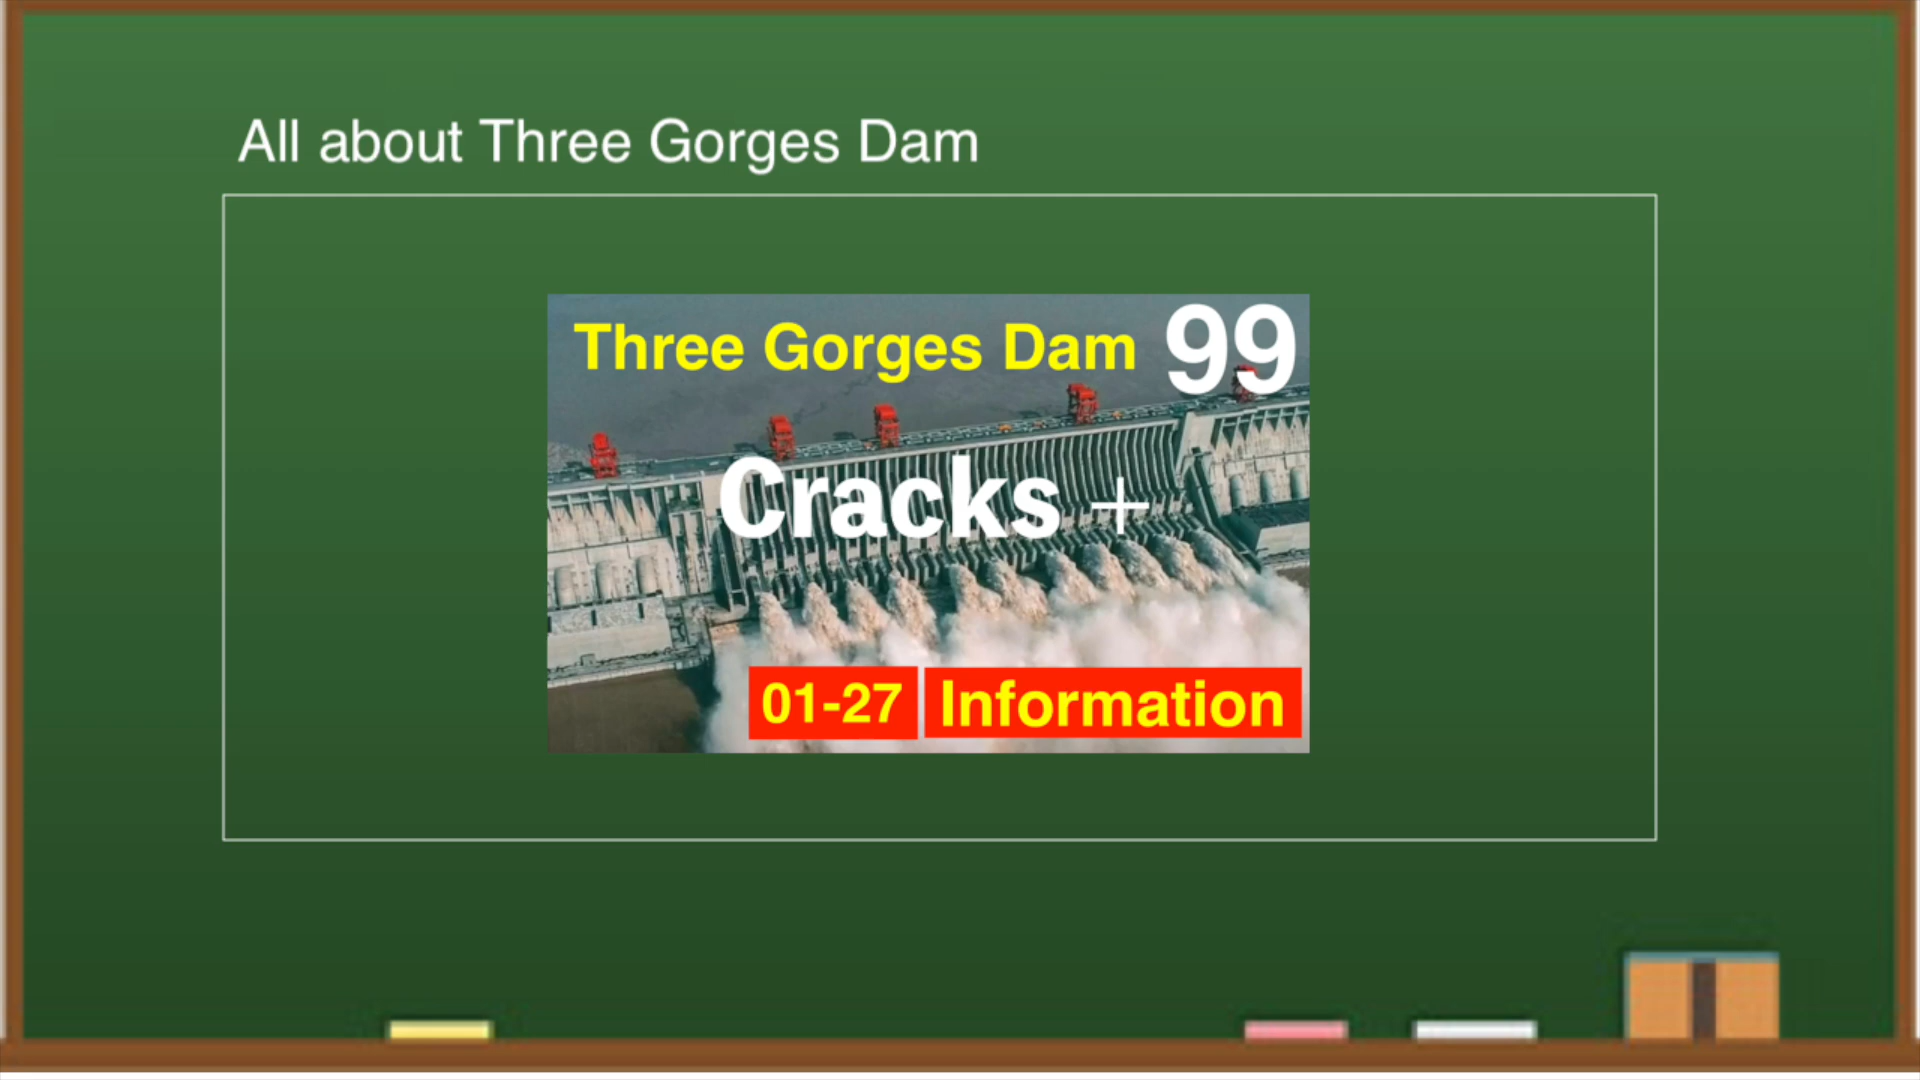 All about Three Gorges Dam
Three Gorges Dam 99
Cracks +
01-27 Information